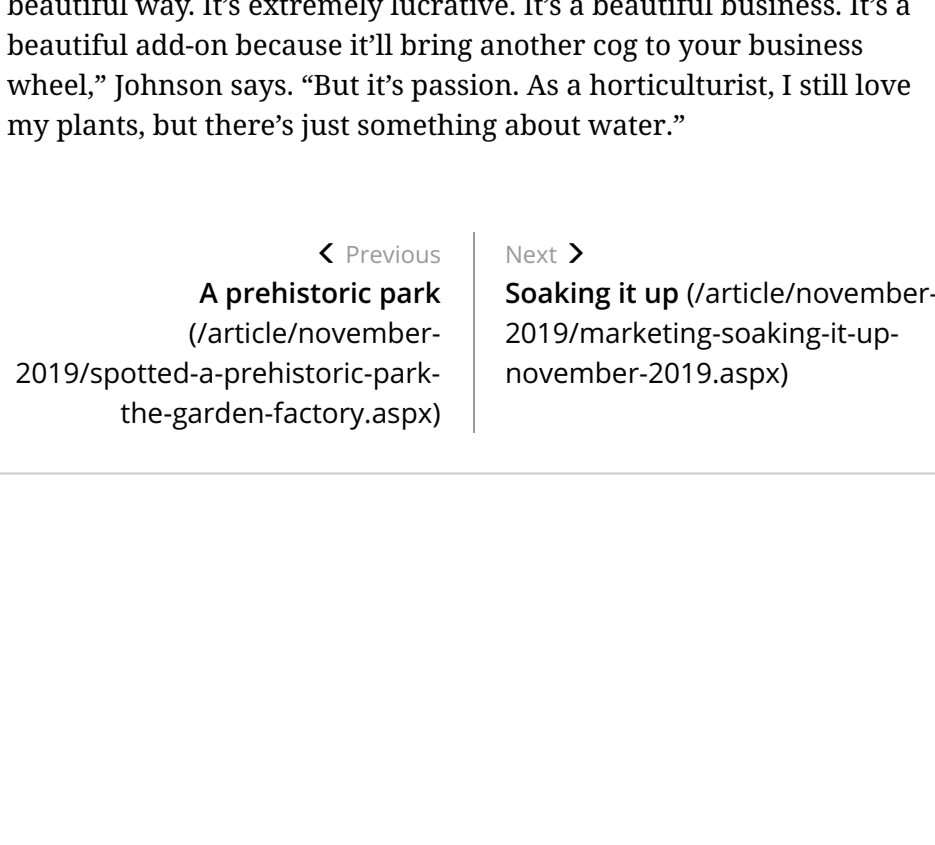 beautiful way. It’s extremely lucrative. It’s a beautiful business. It’s a
beautiful add-on because it’ll bring another cog to your business
wheel,” Johnson says. “But it’s passion. As a horticulturist, I still love
my plants, but there’s just something about water.”
Previous
A prehistoric park
(/article/november-
2019/spotted-a-prehistoric-park-
the-garden-factory.aspx)
Next
Soaking it up (/article/november-
2019/marketing-soaking-it-up-
november-2019.aspx)